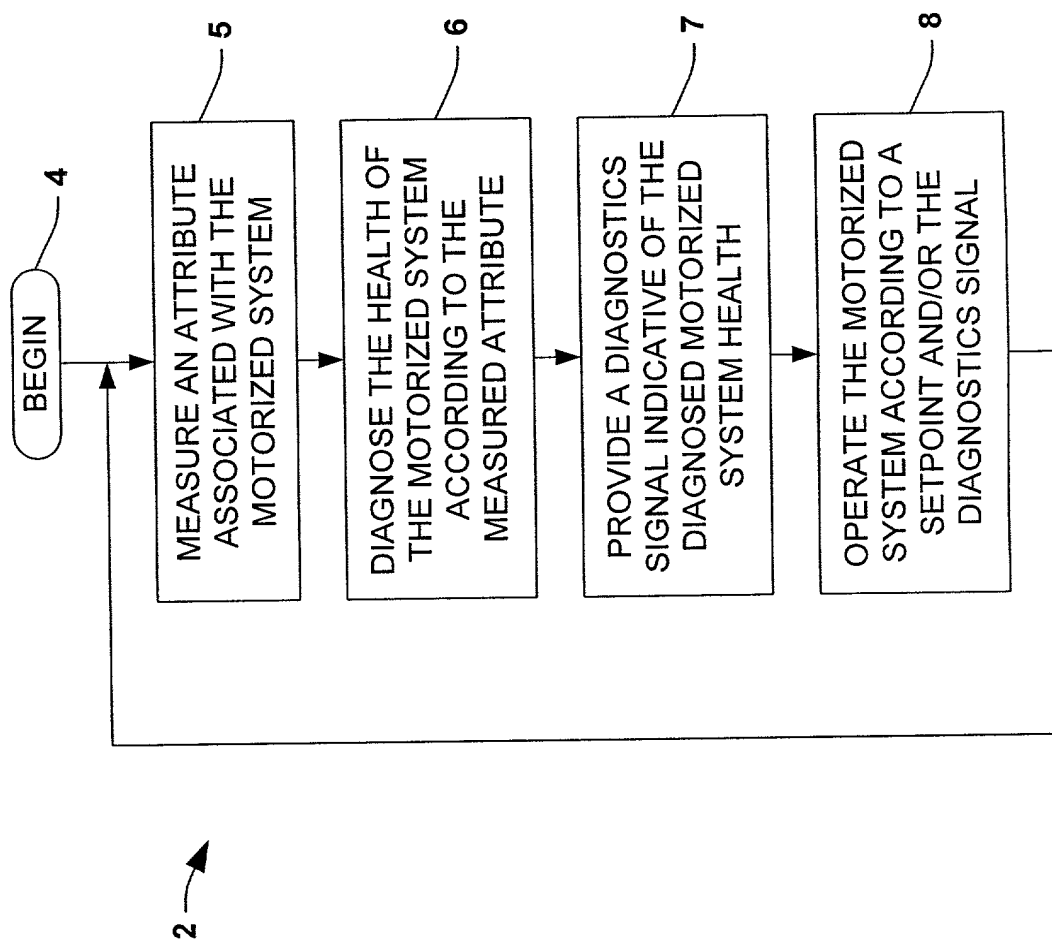 BEGIN
4
MEASURE AN ATTRIBUTE
ASSOCIATED WITH THE
MOTORIZED SYSTEM
5
DIAGNOSE THE HEALTH OF
THE MOTORIZED SYSTEM
ACCORDING TO THE
MEASURED ATTRIBUTE
6
PROVIDE A DIAGNOSTICS
SIGNAL INDICATIVE OF THE
DIAGNOSED MOTORIZED
SYSTEM HEALTH
7
OPERATE THE MOTORIZED
SYSTEM ACCORDING TO A
SETPOINT AND/OR THE
DIAGNOSTICS SIGNAL
8
2